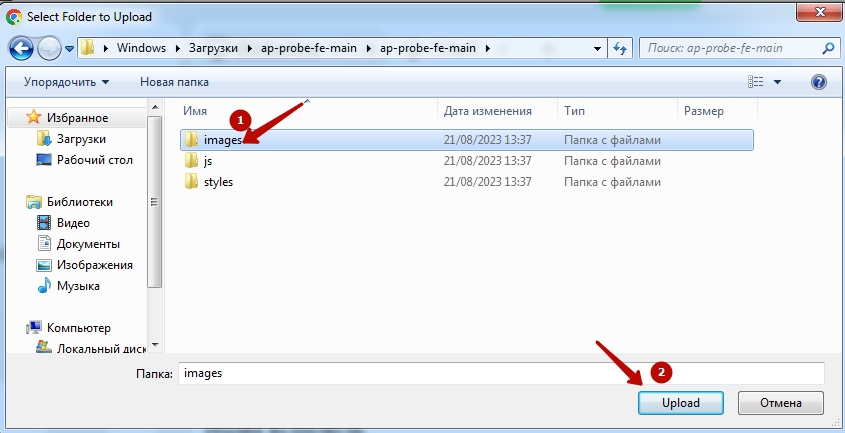 Select Folder to Upload
Windows Загрузки ap-probe-fe-main ap-probe-fe-main
Поиск: ap-probe-fe-main
Упорядочить Новая папка
Имя Дата изменения Тип Размер
Избранное
Загрузки
Рабочий стол
Библиотеки
Видео
Документы
Изображения
Музыка
Компьютер
Локальный диск
1
images 21/08/2023 13:37 Папка с файлами
js 21/08/2023 13:37 Папка с файлами
styles 21/08/2023 13:37 Папка с файлами
Папка: images
2
Upload Отмена